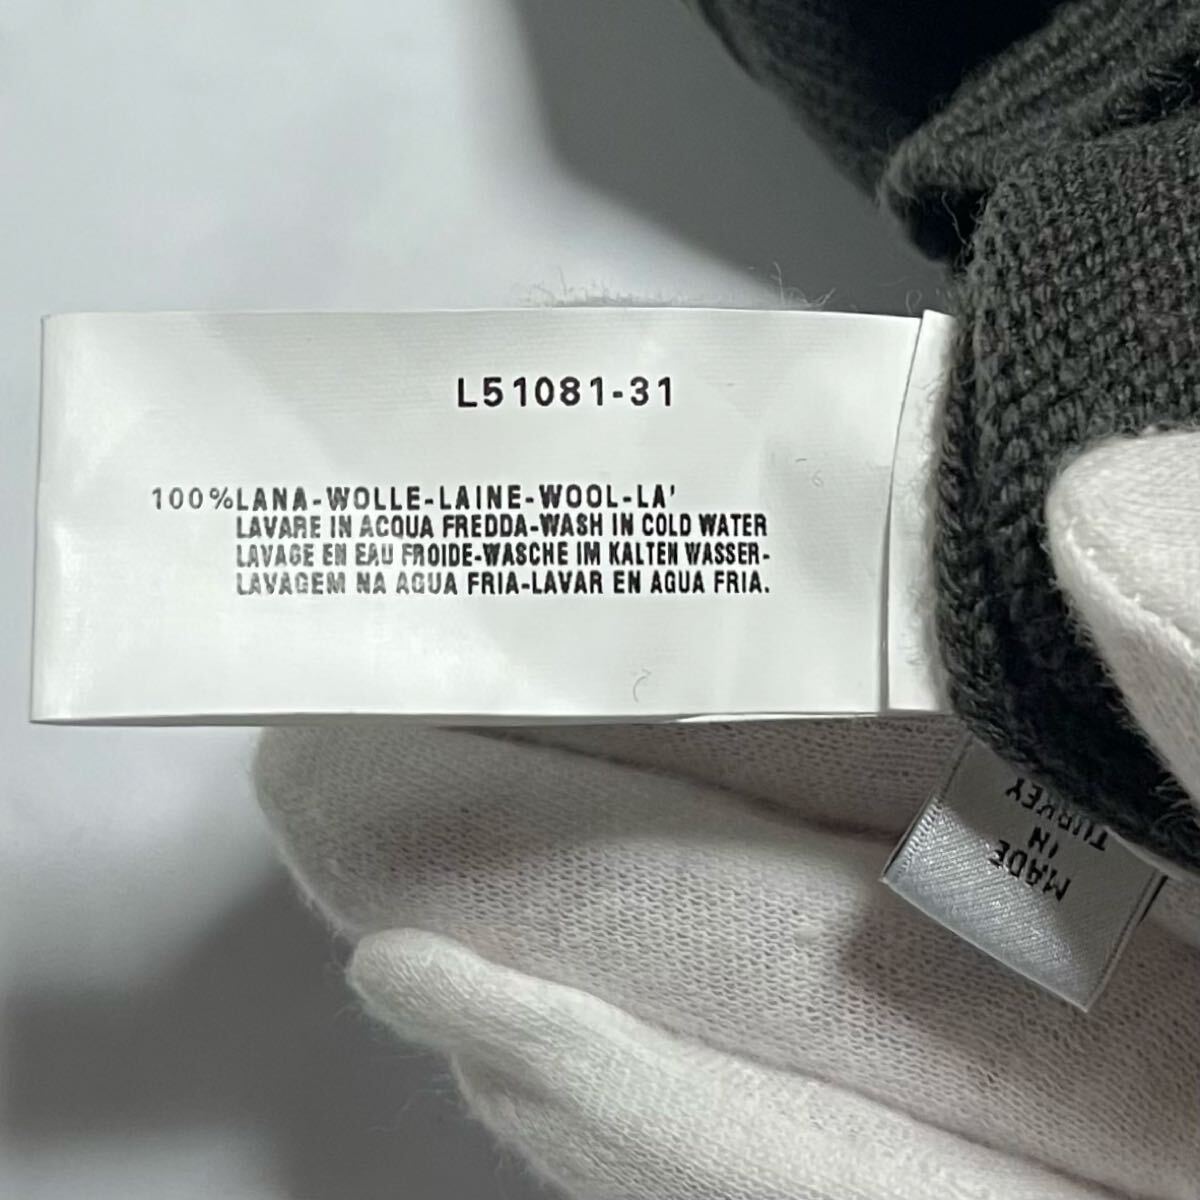 L51081-31
100%LANA-WOLLE-LAINE-WOOL-LA'
LAVARE IN ACQUA FREDDA-WASH IN COLD WATER
LAVAGE EN EAU FROIDE-WASCHE IM KALTEN WASSER-
LAVAGEM NA AGUA FRIA-LAVAR EN AGUA FRIA.
MADE
IN
TURKEY